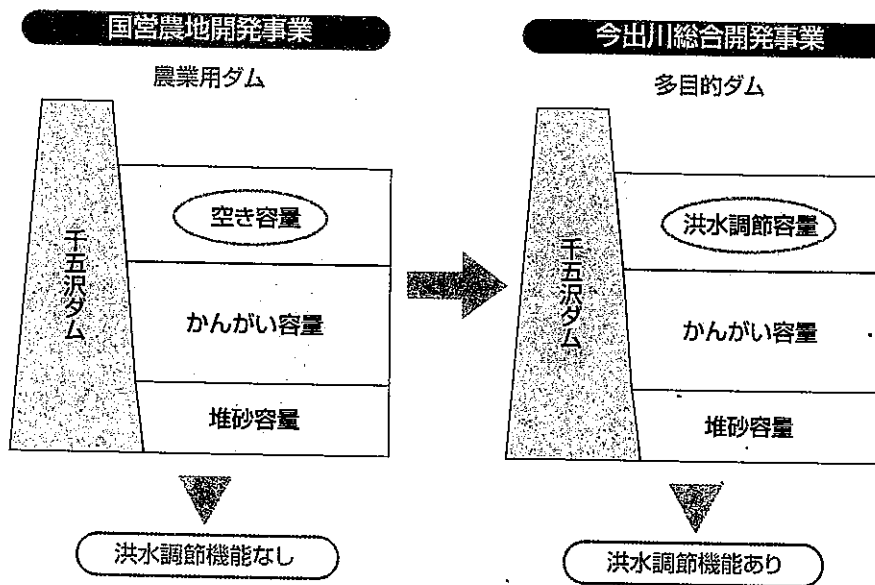 国営農地開発事業
農業用ダム
千五沢ダム
空き容量
かんがい容量
堆砂容量
洪水調節機能なし
今出川総合開発事業
多目的ダム
千五沢ダム
洪水調節容量
かんがい容量
堆砂容量
洪水調節機能あり